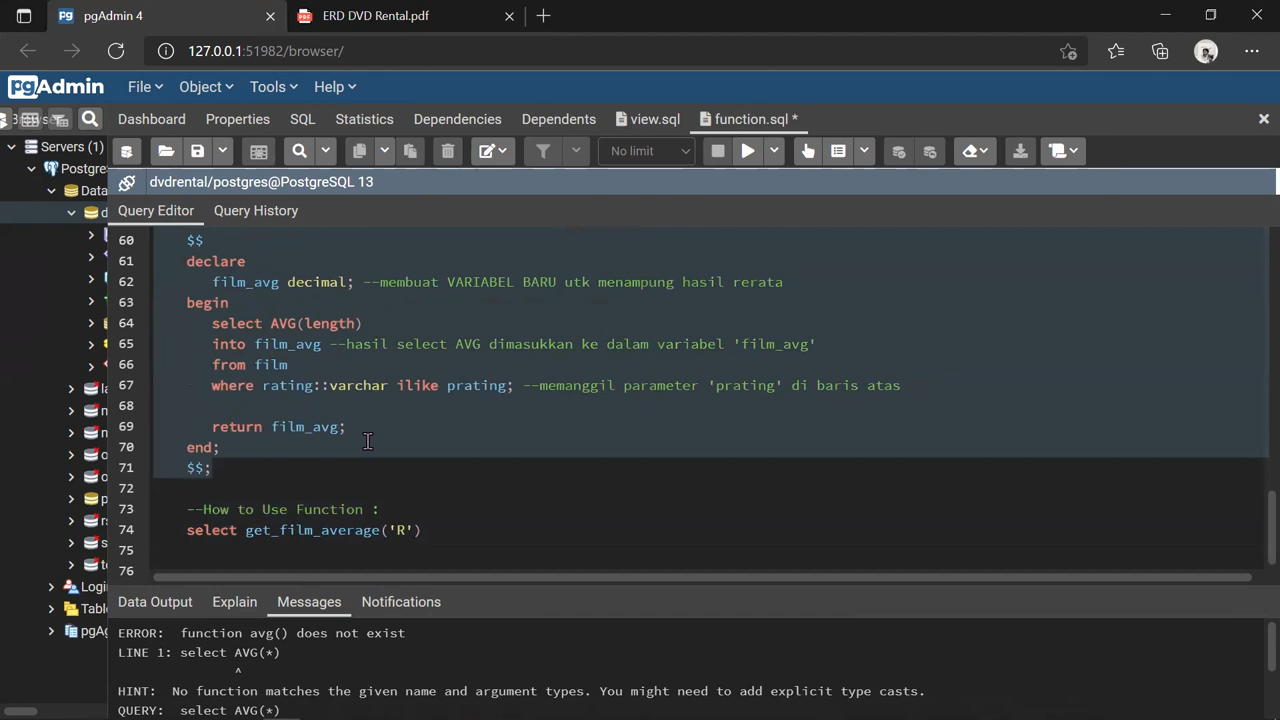 pgAdmin 4
ERD DVD Rental.pdf
127.0.0.1:51982/browser/
pgAdmin
File
Object
Tools
Help
Dashboard
Properties
SQL
Statistics
Dependencies
Dependents
view.sql
function.sql *
Servers (1)
Postgre
Data
d
No limit
dvdrental/postgres@PostgreSQL 13
Query Editor
Query History
60 $$
61 declare
62 film_avg decimal; --membuat VARIABEL BARU utk menampung hasil rerata
63 begin
64 select AVG(length)
65 into film_avg --hasil select AVG dimasukkan ke dalam variabel 'film_avg'
66 from film
67 where rating::varchar ilike prating; --memanggil parameter 'prating' di baris atas
68
69 return film_avg;
70 end;
71 $$;
72
73 --How to Use Function :
74 select get_film_average('R')
75
76
la
n
n
o
o
p
rs
s
to
Login
Table
pgA
Data Output
Explain
Messages
Notifications
ERROR: function avg() does not exist
LINE 1: select AVG(*)
^
HINT: No function matches the given name and argument types. You might need to add explicit type casts.
QUERY: select AVG(*)